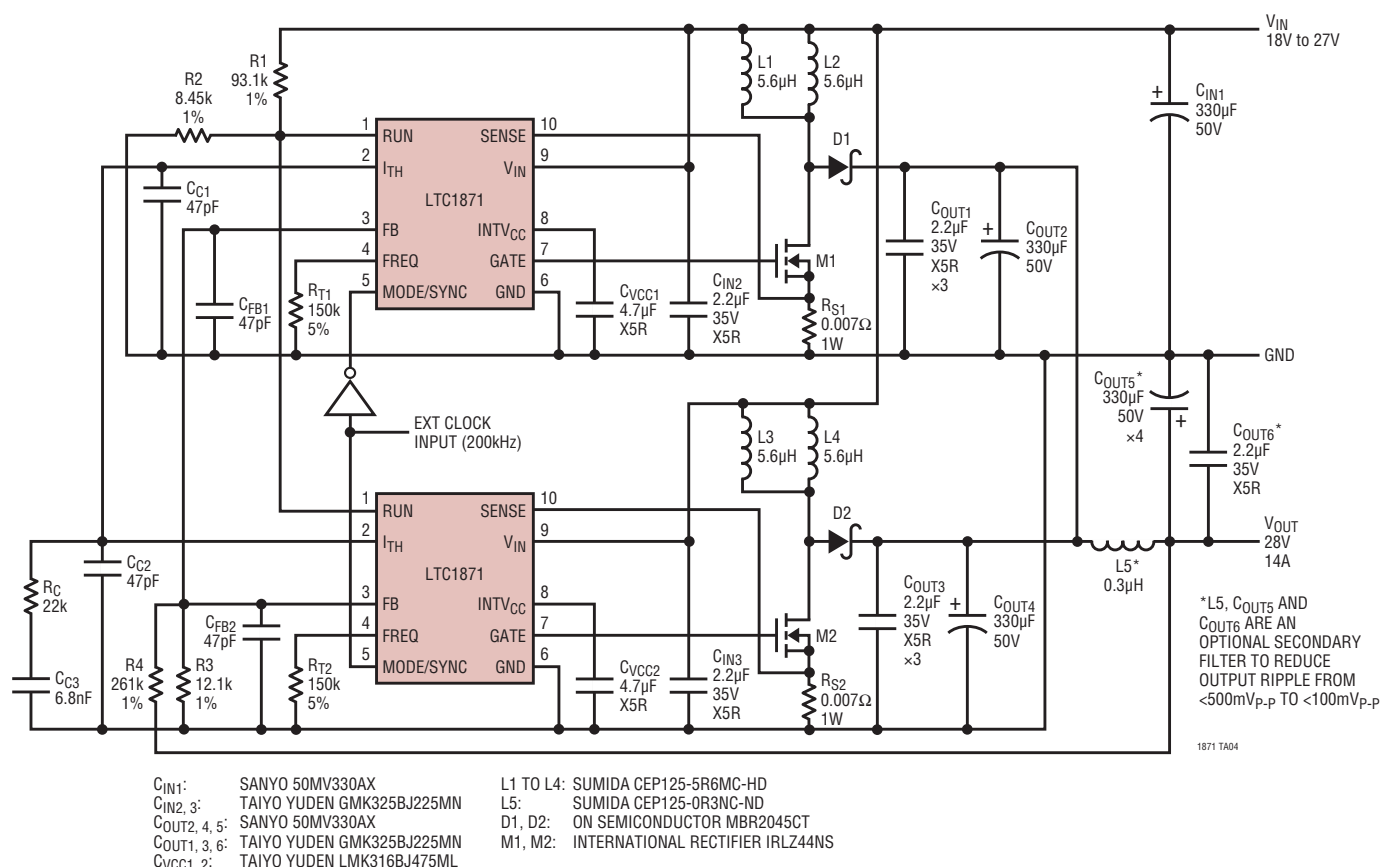 VIN
18V to 27V
R1
93.1k
1%
R2
8.45k
1%
L1
5.6µH
L2
5.6µH
+
CIN1
330µF
50V
1
RUN
SENSE
10
2
ITH
VIN
9
LTC1871
3
FB
INTVCC
8
4
FREQ
GATE
7
5
MODE/SYNC
GND
6
D1
CC1
47pF
CFB1
47pF
RT1
150k
5%
CVCC1
4.7µF
X5R
CIN2
2.2µF
35V
X5R
M1
RS1
0.007Ω
1W
COUT1
2.2µF
35V
X5R
×3
+
COUT2
330µF
50V
GND
EXT CLOCK
INPUT (200kHz)
L3
5.6µH
L4
5.6µH
COUT5*
330µF
50V
×4
+
COUT6*
2.2µF
35V
X5R
1
RUN
SENSE
10
2
ITH
VIN
9
LTC1871
3
FB
INTVCC
8
4
FREQ
GATE
7
5
MODE/SYNC
GND
6
D2
L5*
0.3µH
VOUT
28V
14A
RC
22k
CC2
47pF
CC3
6.8nF
R4
261k
1%
R3
12.1k
1%
CFB2
47pF
RT2
150k
5%
CVCC2
4.7µF
X5R
CIN3
2.2µF
35V
X5R
M2
RS2
0.007Ω
1W
COUT3
2.2µF
35V
X5R
×3
+
COUT4
330µF
50V
*L5, COUT5 AND
COUT6 ARE AN
OPTIONAL SECONDARY
FILTER TO REDUCE
OUTPUT RIPPLE FROM
<500mVP-P TO <100mVP-P
1871 TA04
CIN1: SANYO 50MV330AX
CIN2, 3: TAIYO YUDEN GMK325BJ225MN
COUT2, 4, 5: SANYO 50MV330AX
COUT1, 3, 6: TAIYO YUDEN GMK325BJ225MN
CVCC1, 2: TAIYO YUDEN LMK316BJ475ML
L1 TO L4: SUMIDA CEP125-5R6MC-HD
L5: SUMIDA CEP125-0R3NC-ND
D1, D2: ON SEMICONDUCTOR MBR2045CT
M1, M2: INTERNATIONAL RECTIFIER IRLZ44NS